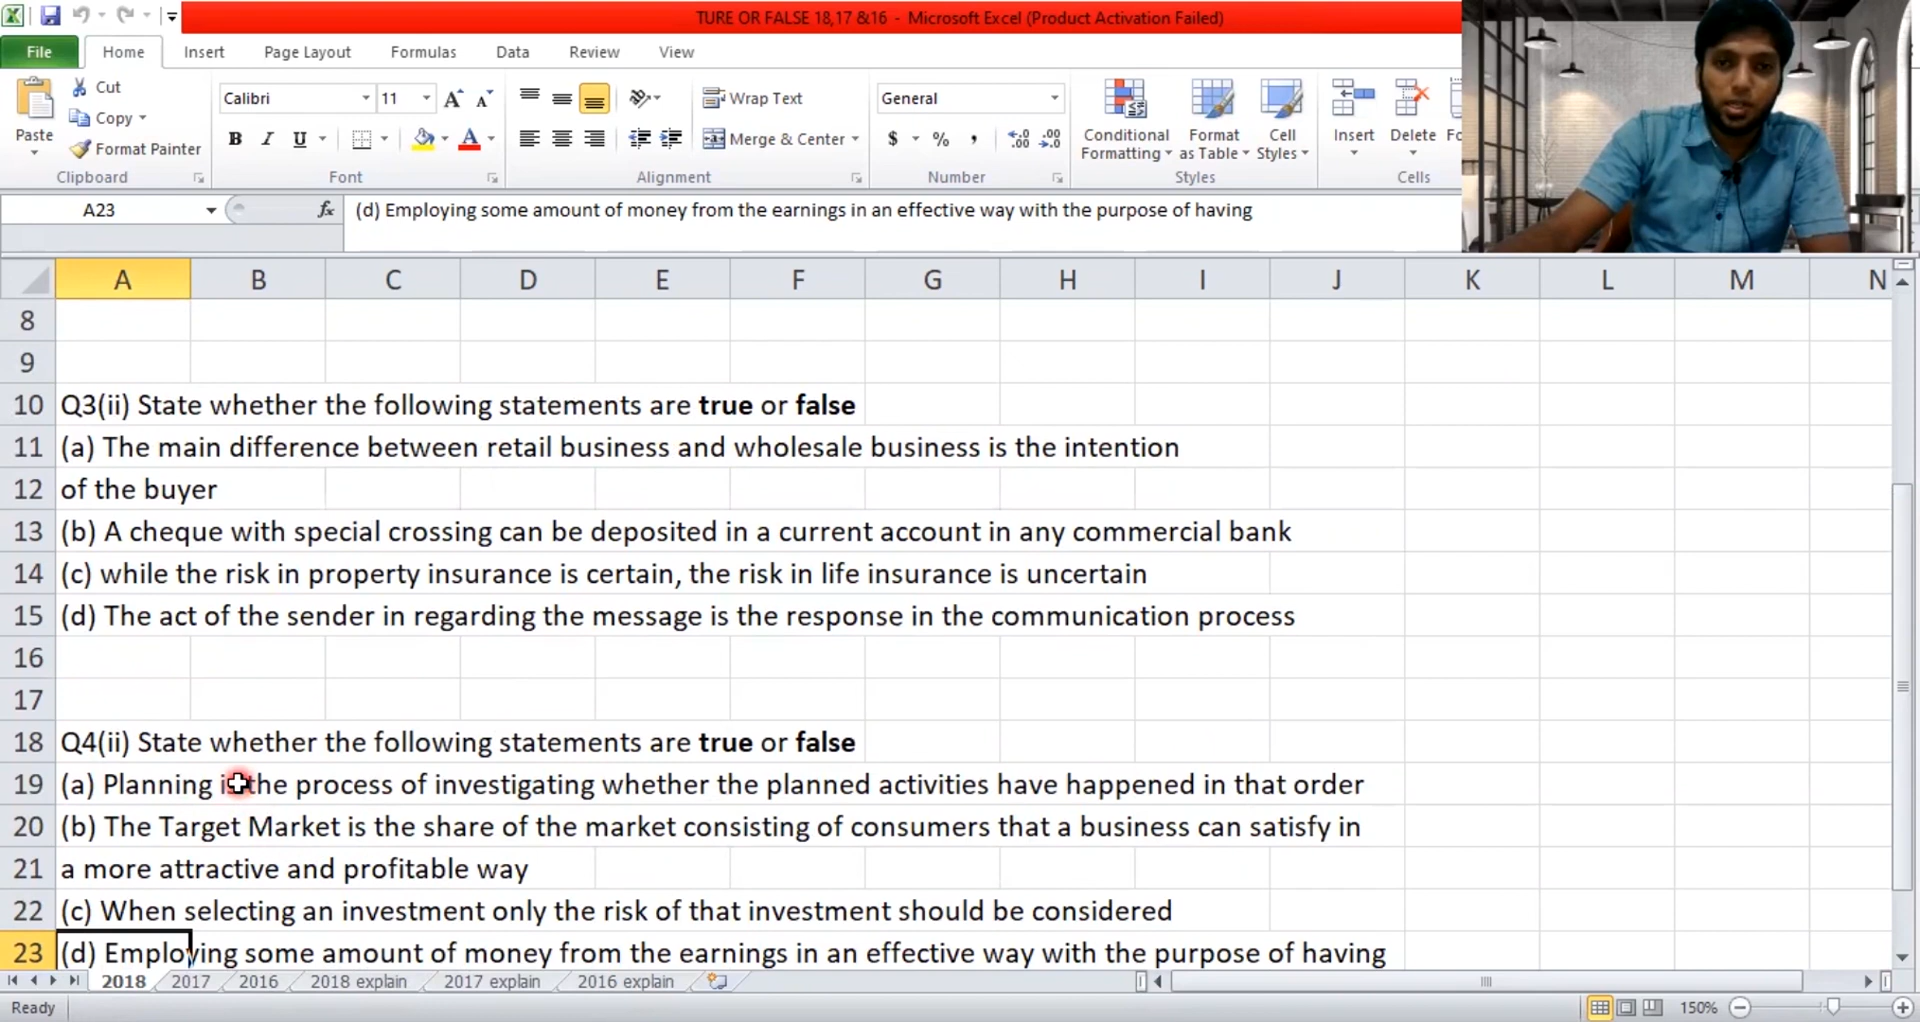 TURE OR FALSE 18,17 &16 - Microsoft Excel (Product Activation Failed)
File Home Insert Page Layout Formulas Data Review View
Paste
Cut
Copy
Format Painter
Clipboard
Calibri 11
B I U
Font
Wrap Text
Merge & Center
Alignment
General
$ % ,
Number
Conditional Formatting
Format as Table
Cell Styles
Styles
Insert
Delete
Cells
A23 fx (d) Employing some amount of money from the earnings in an effective way with the purpose of having
A B C D E F G H I J K L M N
8
9
10 Q3(ii) State whether the following statements are true or false
11 (a) The main difference between retail business and wholesale business is the intention
12 of the buyer
13 (b) A cheque with special crossing can be deposited in a current account in any commercial bank
14 (c) while the risk in property insurance is certain, the risk in life insurance is uncertain
15 (d) The act of the sender in regarding the message is the response in the communication process
16
17
18 Q4(ii) State whether the following statements are true or false
19 (a) Planning is the process of investigating whether the planned activities have happened in that order
20 (b) The Target Market is the share of the market consisting of consumers that a business can satisfy in
21 a more attractive and profitable way
22 (c) When selecting an investment only the risk of that investment should be considered
23 (d) Employing some amount of money from the earnings in an effective way with the purpose of having
2018 2017 2016 2018 explain 2017 explain 2016 explain
Ready 150%